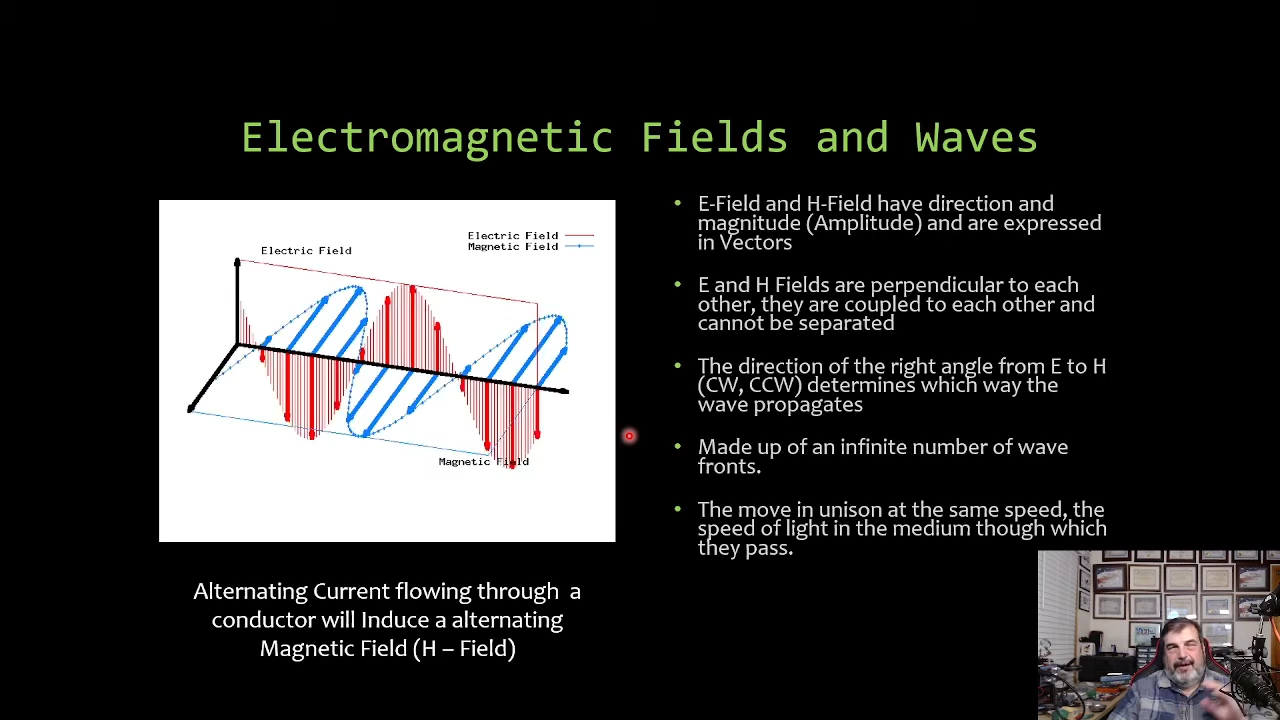 Electromagnetic Fields and Waves
Electric Field
Electric Field
Magnetic Field
Magnetic Field
Alternating Current flowing through a
conductor will Induce a alternating
Magnetic Field (H – Field)
• E-Field and H-Field have direction and
magnitude (Amplitude) and are expressed
in Vectors
• E and H Fields are perpendicular to each
other, they are coupled to each other and
cannot be separated
• The direction of the right angle from E to H
(CW, CCW) determines which way the
wave propagates
• Made up of an infinite number of wave
fronts.
• The move in unison at the same speed, the
speed of light in the medium though which
they pass.